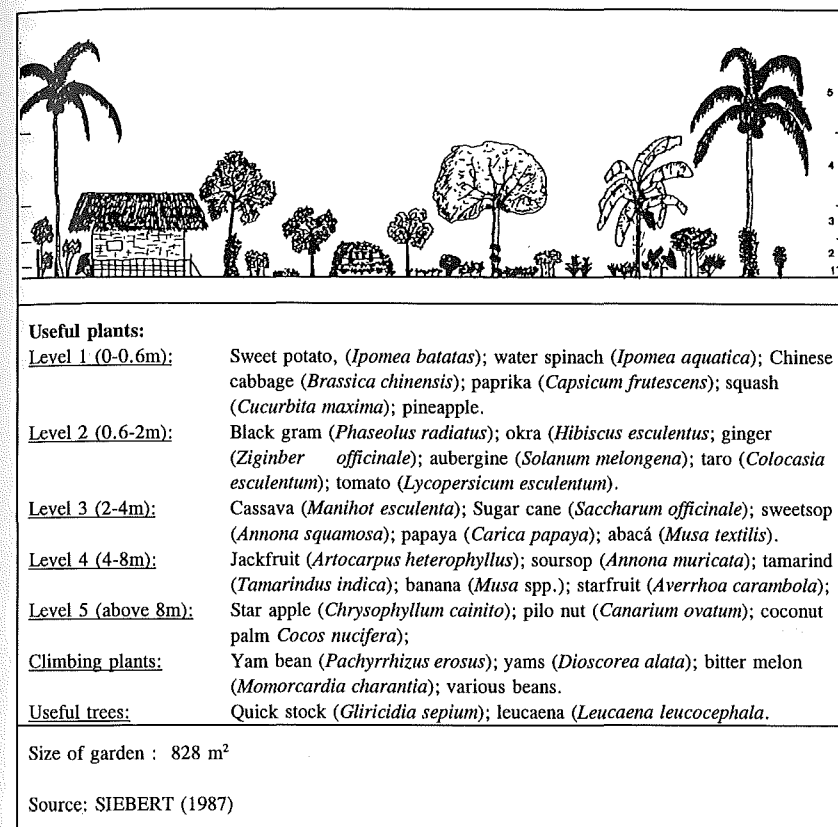 5
4
3
2
1
Useful plants:
Level 1 (0-0.6m): Sweet potato, (Ipomea batatas); water spinach (Ipomea aquatica); Chinese
cabbage (Brassica chinensis); paprika (Capsicum frutescens); squash
(Cucurbita maxima); pineapple.
Level 2 (0.6-2m): Black gram (Phaseolus radiatus); okra (Hibiscus esculentus; ginger
(Ziginber officinale); aubergine (Solanum melongena); taro (Colocasia
esculentum); tomato (Lycopersicum esculentum).
Level 3 (2-4m): Cassava (Manihot esculenta); Sugar cane (Saccharum officinale); sweetsop
(Annona squamosa); papaya (Carica papaya); abacá (Musa textilis).
Level 4 (4-8m): Jackfruit (Artocarpus heterophyllus); soursop (Annona muricata); tamarind
(Tamarindus indica); banana (Musa spp.); starfruit (Averrhoa carambola);
Level 5 (above 8m): Star apple (Chrysophyllum cainito); pilo nut (Canarium ovatum); coconut
palm Cocos nucifera);
Climbing plants: Yam bean (Pachyrrhizus erosus); yams (Dioscorea alata); bitter melon
(Momorcardia charantia); various beans.
Useful trees: Quick stock (Gliricidia sepium); leucaena (Leucaena leucocephala.
Size of garden : 828 m²
Source: SIEBERT (1987)